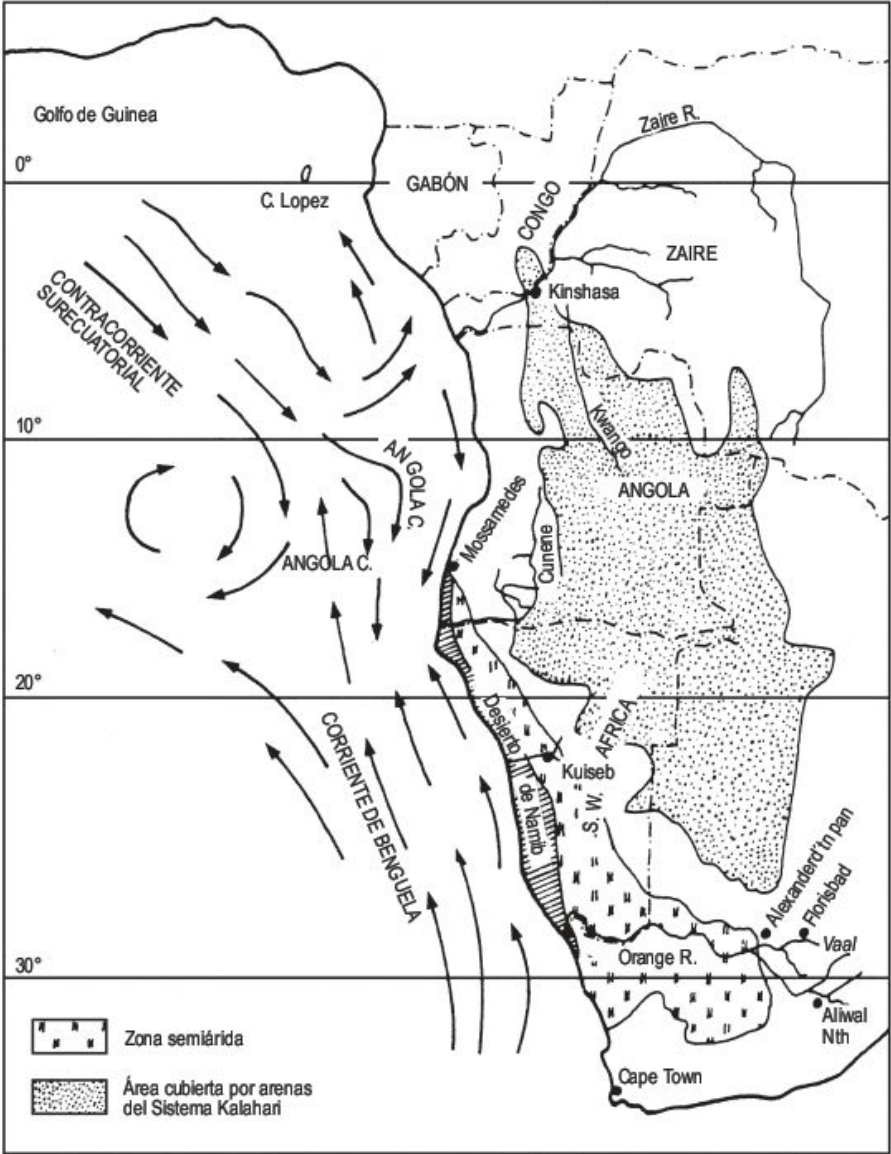 Golfo de Guinea
Zaire R.
0°
C. Lopez
GABÓN
CONGO
ZAIRE
Kinshasa
CONTRACORRIENTE
SURECUATORIAL
10°
ANGOLA C.
Kwango
ANGOLA
Mossamedes
Cunene
ANGOLA C.
20°
Desierto
de Namib
S. W. AFRICA
Kuiseb
CORRIENTE DE BENGUELA
Alexanderd'tn pan
Florisbad
Vaal
Orange R.
30°
Aliwal
Nth
Cape Town
Zona semiárida
Área cubierta por arenas
del Sistema Kalahari